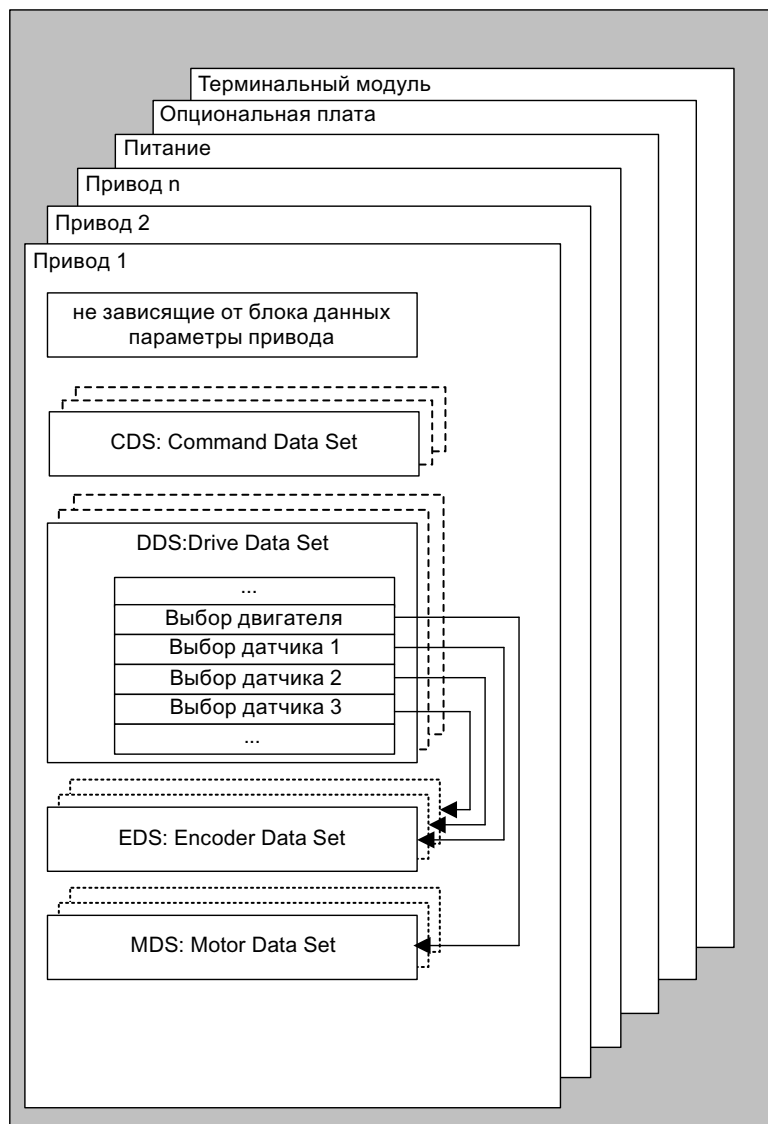 Терминальный модуль
Опциональная плата
Питание
Привод n
Привод 2
Привод 1
не зависящие от блока данных
параметры привода
CDS: Command Data Set
DDS:Drive Data Set
...
Выбор двигателя
Выбор датчика 1
Выбор датчика 2
Выбор датчика 3
...
EDS: Encoder Data Set
MDS: Motor Data Set